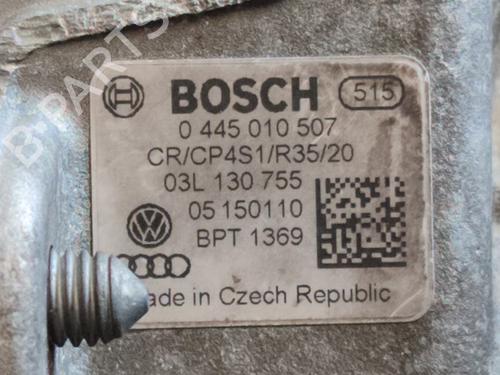 BOSCH 515
0 445 010 507
CR/CP4S1/R35/20
03L 130 755
05 150110
BPT 1369
ade in Czech Republic
B-PARTS